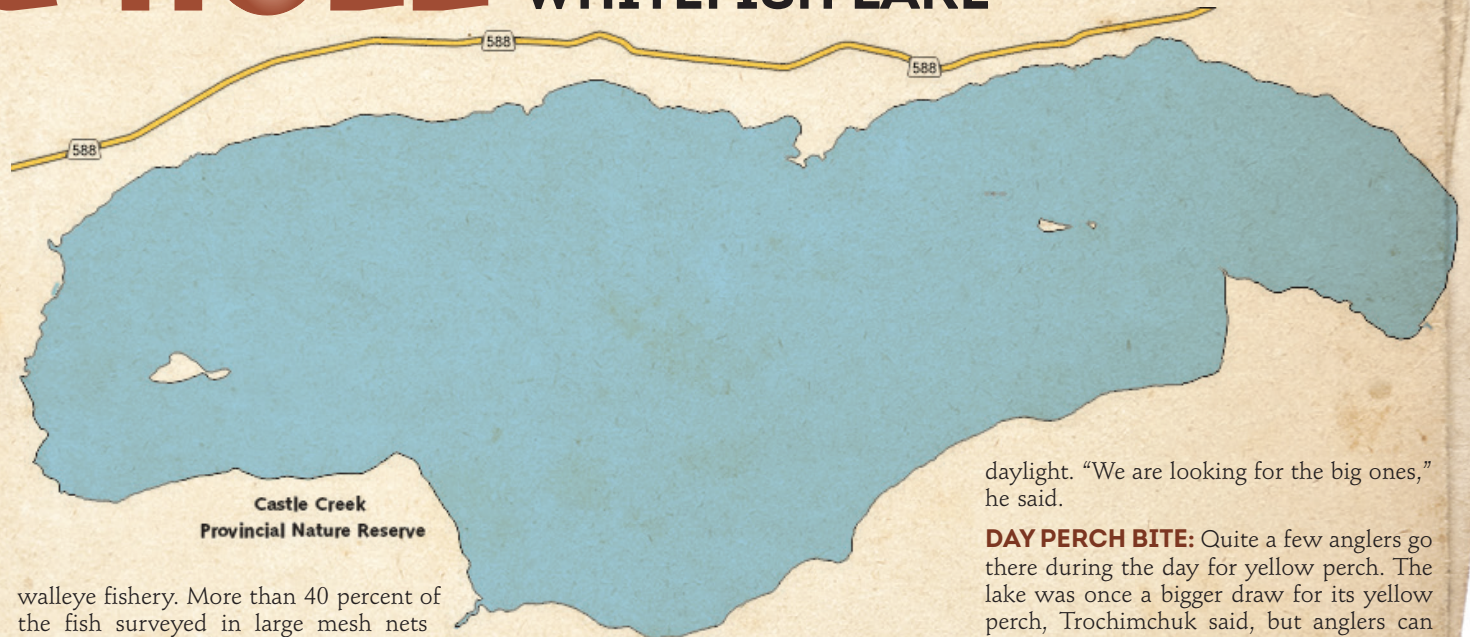 WHITEFISH LAKE
588
588
588
Castle Creek
Provincial Nature Reserve
walleye fishery. More than 40 percent of
the fish surveyed in large mesh nets
daylight. “We are looking for the big ones,”
he said.
DAY PERCH BITE: Quite a few anglers go
there during the day for yellow perch. The
lake was once a bigger draw for its yellow
perch, Trochimchuk said, but anglers can